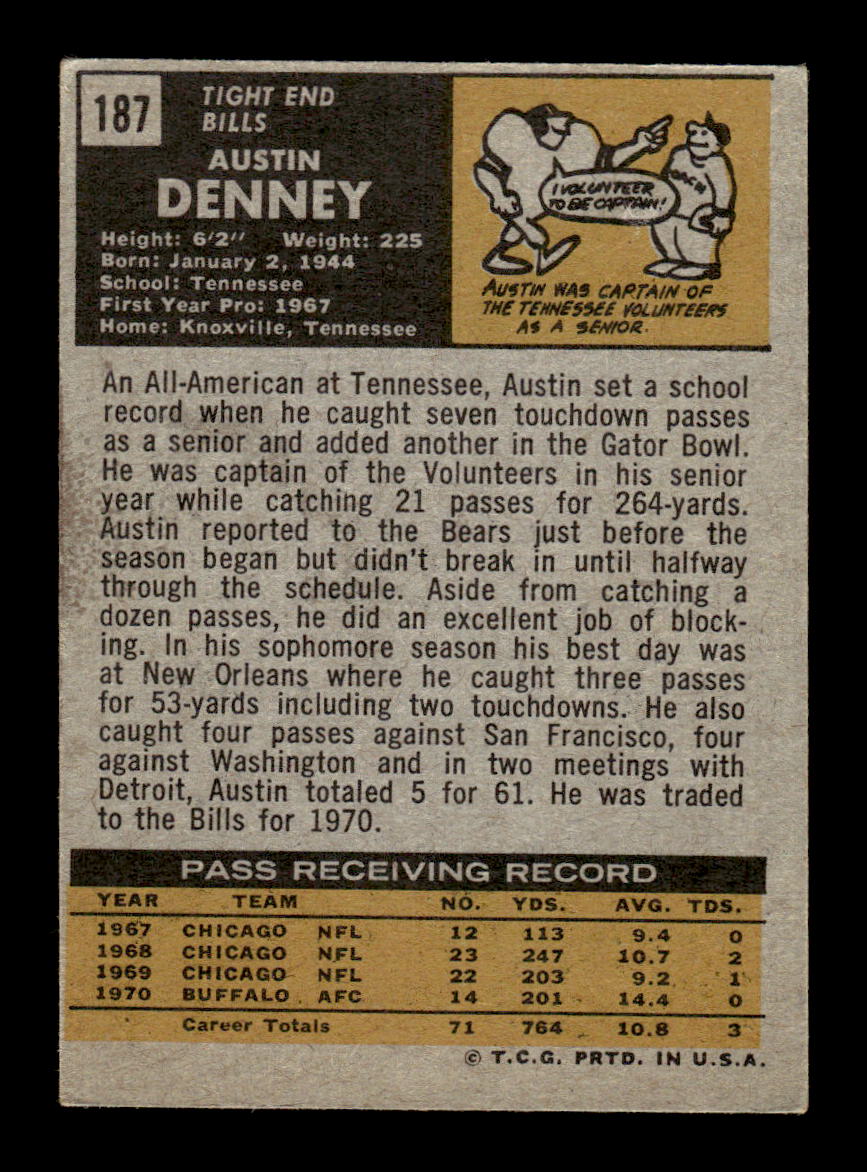 187
TIGHT END
BILLS
AUSTIN
DENNEY
Height: 6'2" Weight: 225
Born: January 2, 1944
School: Tennessee
First Year Pro: 1967
Home: Knoxville, Tennessee
I VOLUNTEER
TO BE CAPTAIN!
COACH
AUSTIN WAS CAPTAIN OF
THE TENNESSEE VOLUNTEERS
AS A SENIOR.
An All-American at Tennessee, Austin set a school
record when he caught seven touchdown passes
as a senior and added another in the Gator Bowl.
He was captain of the Volunteers in his senior
year while catching 21 passes for 264-yards.
Austin reported to the Bears just before the
season began but didn't break in until halfway
through the schedule. Aside from catching a
dozen passes, he did an excellent job of block-
ing. In his sophomore season his best day was
at New Orleans where he caught three passes
for 53-yards including two touchdowns. He also
caught four passes against San Francisco, four
against Washington and in two meetings with
Detroit, Austin totaled 5 for 61. He was traded
to the Bills for 1970.
PASS RECEIVING RECORD
YEAR TEAM NO. YDS. AVG. TDS.
1967 CHICAGO NFL 12 113 9.4 0
1968 CHICAGO NFL 23 247 10.7 2
1969 CHICAGO NFL 22 203 9.2 1
1970 BUFFALO AFC 14 201 14.4 0
Career Totals 71 764 10.8 3
© T.C.G. PRTD. IN U.S.A.